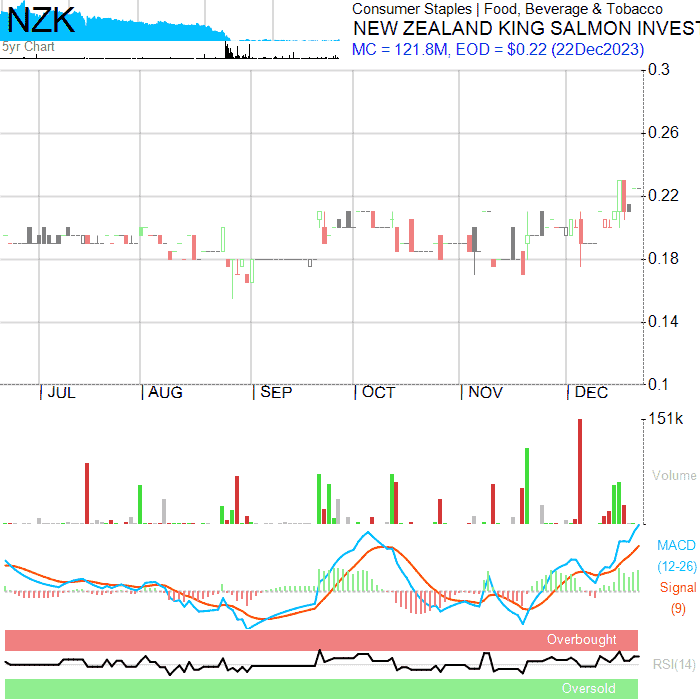 NZK
5yr Chart
Consumer Staples | Food, Beverage & Tobacco
NEW ZEALAND KING SALMON INVEST
MC = 121.8M, EOD = $0.22 (22Dec2023)
0.3
0.26
0.22
0.18
0.14
0.1
JUL AUG SEP OCT NOV DEC
151k
Volume
MACD
(12-26)
Signal
(9)
Overbought
RSI(14)
Oversold